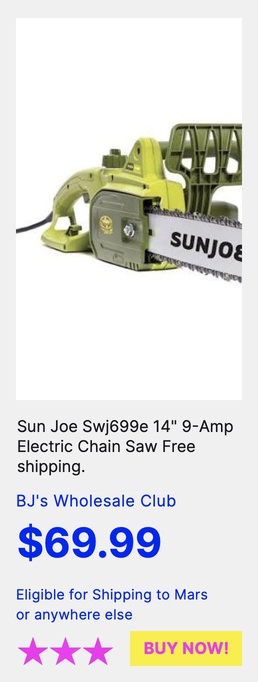 SUNJOE
Sun Joe Swj699e 14" 9-Amp
Electric Chain Saw Free
shipping.
BJ's Wholesale Club
$69.99
Eligible for Shipping to Mars
or anywhere else
BUY NOW!